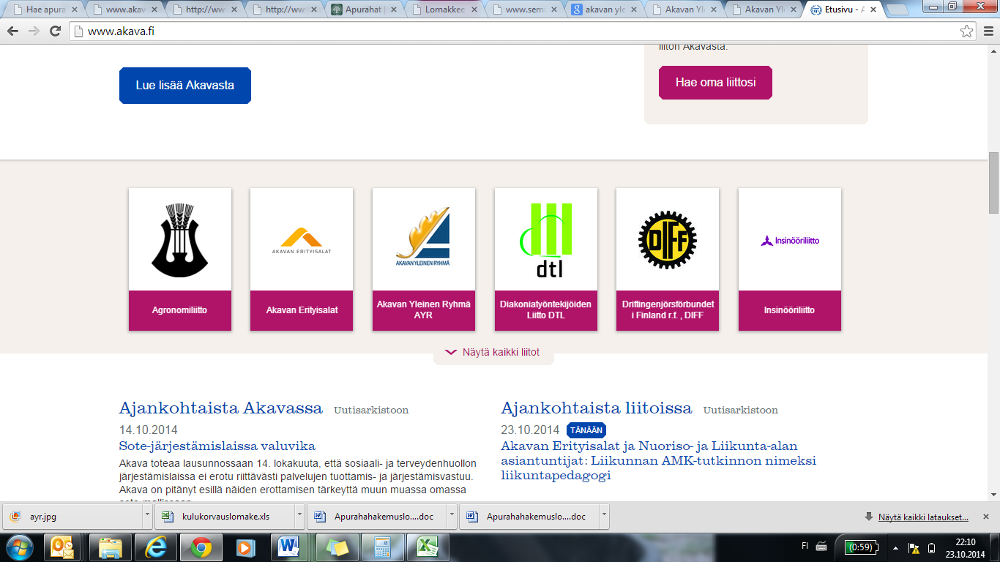 Hae apura
www.akav
http://ww
http://ww
Apurahat
Lomakkee
www.semi
akavan yle
Akavan Yl
Akavan Yl
Etusivu - A
www.akava.fi
liiton Akavasta.
Lue lisää Akavasta
Hae oma liittosi
AKAVAN ERITYISALAT
AKAVAN YLEINEN RYHMÄ
dtl
DIFF
Insinööriliitto
Agronomiliitto
Akavan Erityisalat
Akavan Yleinen Ryhmä
AYR
Diakoniatyöntekijöiden
Liitto DTL
Driftingenjörsförbundet
i Finland r.f. , DIFF
Insinööriliitto
Näytä kaikki liitot
Ajankohtaista Akavassa Uutisarkistoon
14.10.2014
Sote-järjestämislaissa valuvika
Akava toteaa lausunnossaan 14. lokakuuta, että sosiaali- ja terveydenhuollon
järjestämislaissa ei erotu riittävästi palvelujen tuottamis- ja järjestämisvastuu.
Akava on pitänyt esillä näiden erottamisen tärkeyttä muun muassa omassa
Ajankohtaista liitoissa Uutisarkistoon
23.10.2014 TÄNÄÄN
Akavan Erityisalat ja Nuoriso- ja Liikunta-alan
asiantuntijat: Liikunnan AMK-tutkinnon nimeksi
liikuntapedagogi
ayr.jpg
kulukorvauslomake.xls
Apurahahakemuslo....doc
Apurahahakemuslo....doc
Näytä kaikki lataukset...
FI
(0:59)
22:10
23.10.2014